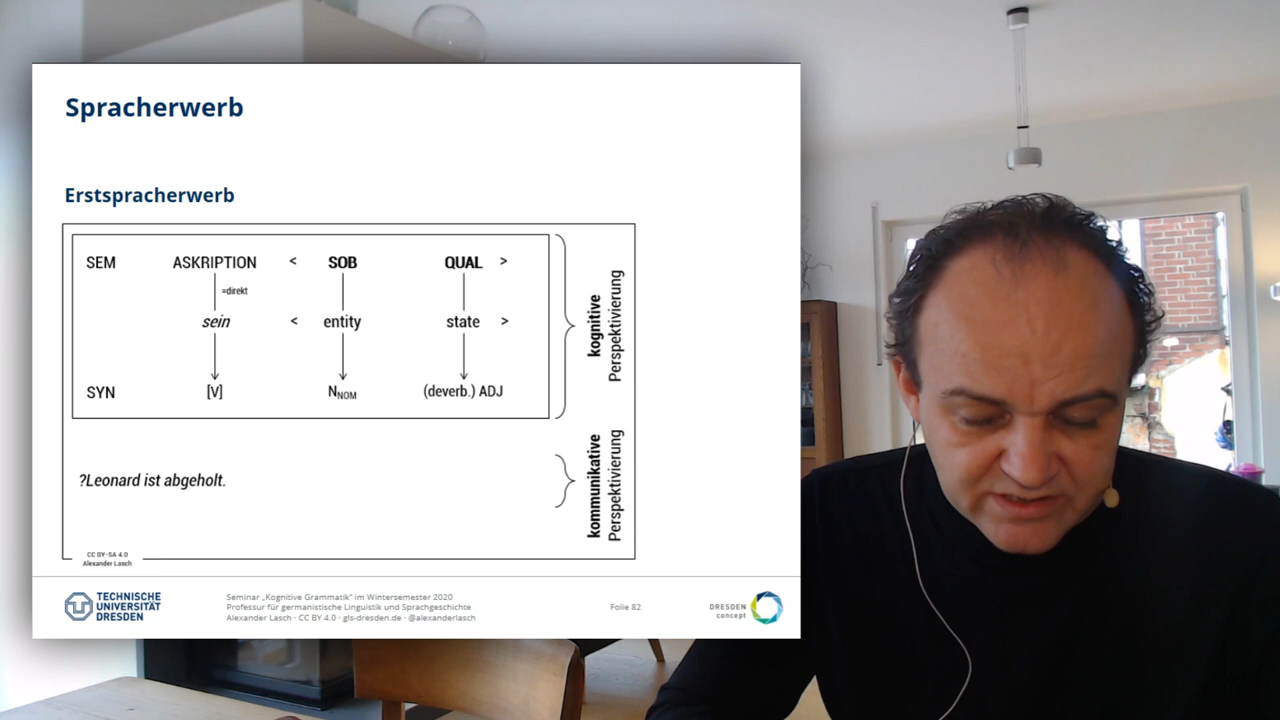 Spracherwerb
Erstspracherwerb
SEM ASKRIPTION < SOB QUAL >
=direkt
sein < entity state >
SYN [V] NNOM (deverb.) ADJ
kognitive
Perspektivierung
?Leonard ist abgeholt.
kommunikative
Perspektivierung
CC BY-SA 4.0
Alexander Lasch
TECHNISCHE
UNIVERSITÄT
DRESDEN
Seminar „Kognitive Grammatik" im Wintersemester 2020
Professur für germanistische Linguistik und Sprachgeschichte
Alexander Lasch · CC BY 4.0 · gls-dresden.de · @alexanderlasch
Folie 82
DRESDEN
concept